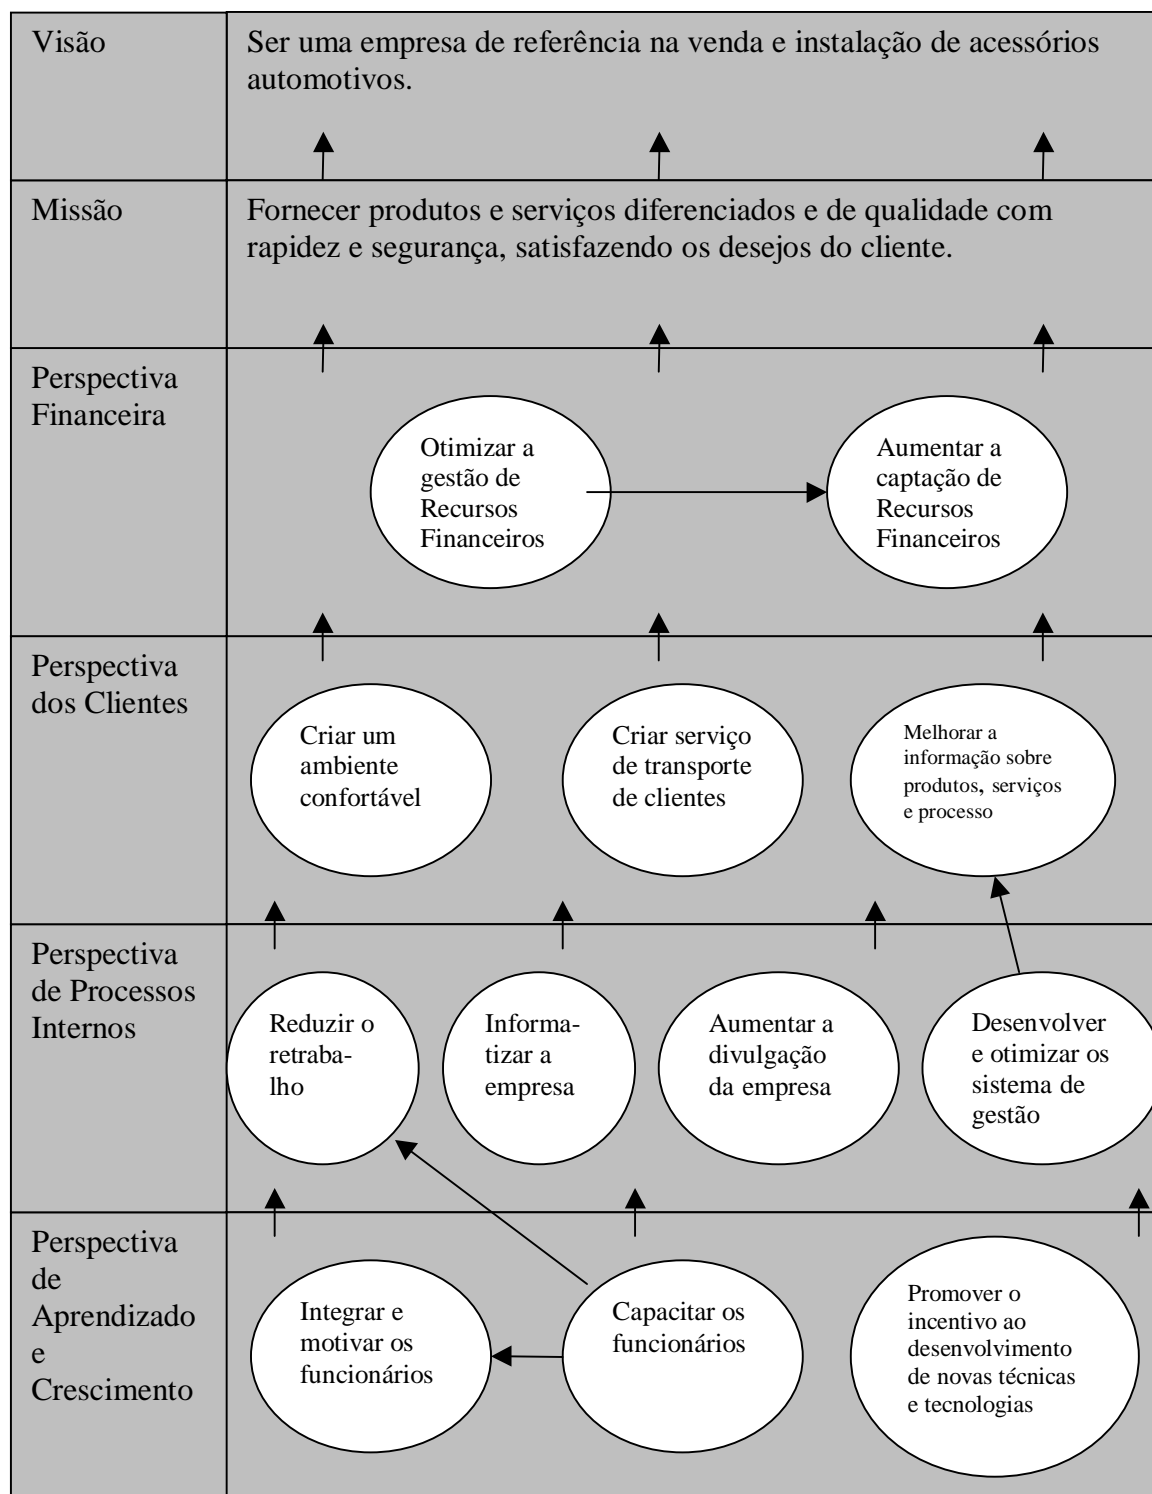 Visão
Ser uma empresa de referência na venda e instalação de acessórios
automotivos.
Missão
Fornecer produtos e serviços diferenciados e de qualidade com
rapidez e segurança, satisfazendo os desejos do cliente.
Perspectiva
Financeira
Otimizar a
gestão de
Recursos
Financeiros
Aumentar a
captação de
Recursos
Financeiros
Perspectiva
dos Clientes
Criar um
ambiente
confortável
Criar serviço
de transporte
de clientes
Melhorar a
informação sobre
produtos, serviços
e processo
Perspectiva
de Processos
Internos
Reduzir o
retraba-
lho
Informa-
tizar a
empresa
Aumentar a
divulgação
da empresa
Desenvolver
e otimizar os
sistema de
gestão
Perspectiva
de
Aprendizado
e
Crescimento
Integrar e
motivar os
funcionários
Capacitar os
funcionários
Promover o
incentivo ao
desenvolvimento
de novas técnicas
e tecnologias